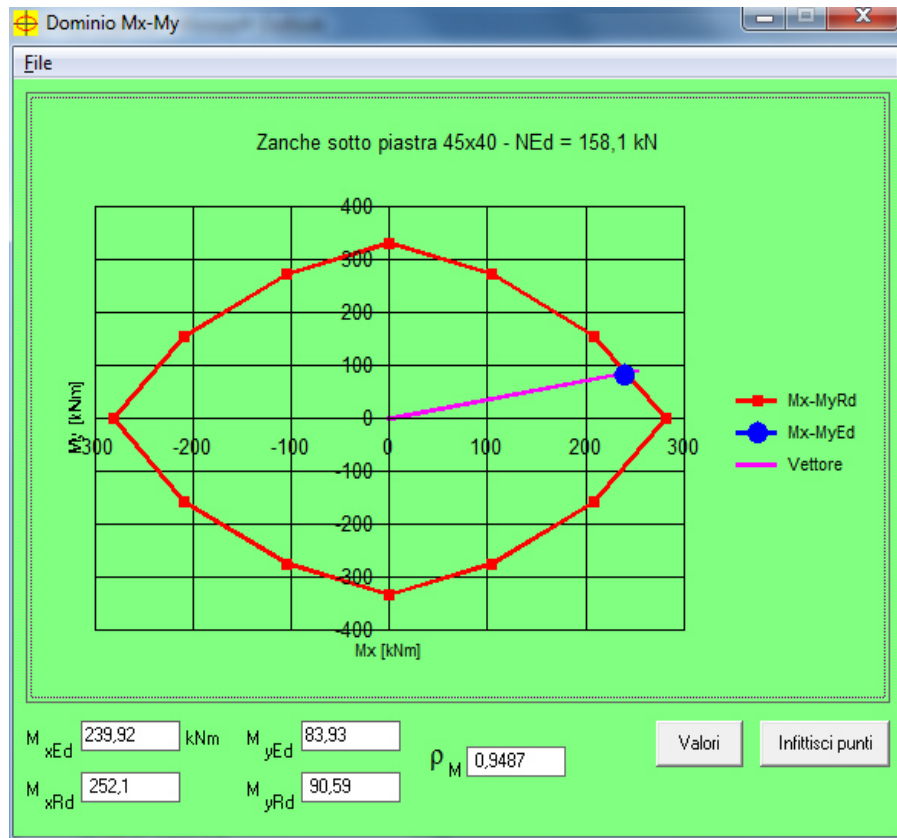 Dominio Mx-My
File
Zanche sotto piastra 45x40 - NEd = 158,1 kN
400
300
200
100
0
-300 -200 -100 0 100 200 300
-100
-200
-300
-400
My [kNm]
Mx [kNm]
Mx-MyRd
Mx-MyEd
Vettore
M xEd 239,92 kNm M yEd 83,93
ρ M 0,9487
M xRd 252,1 M yRd 90,59
Valori Infittisci punti